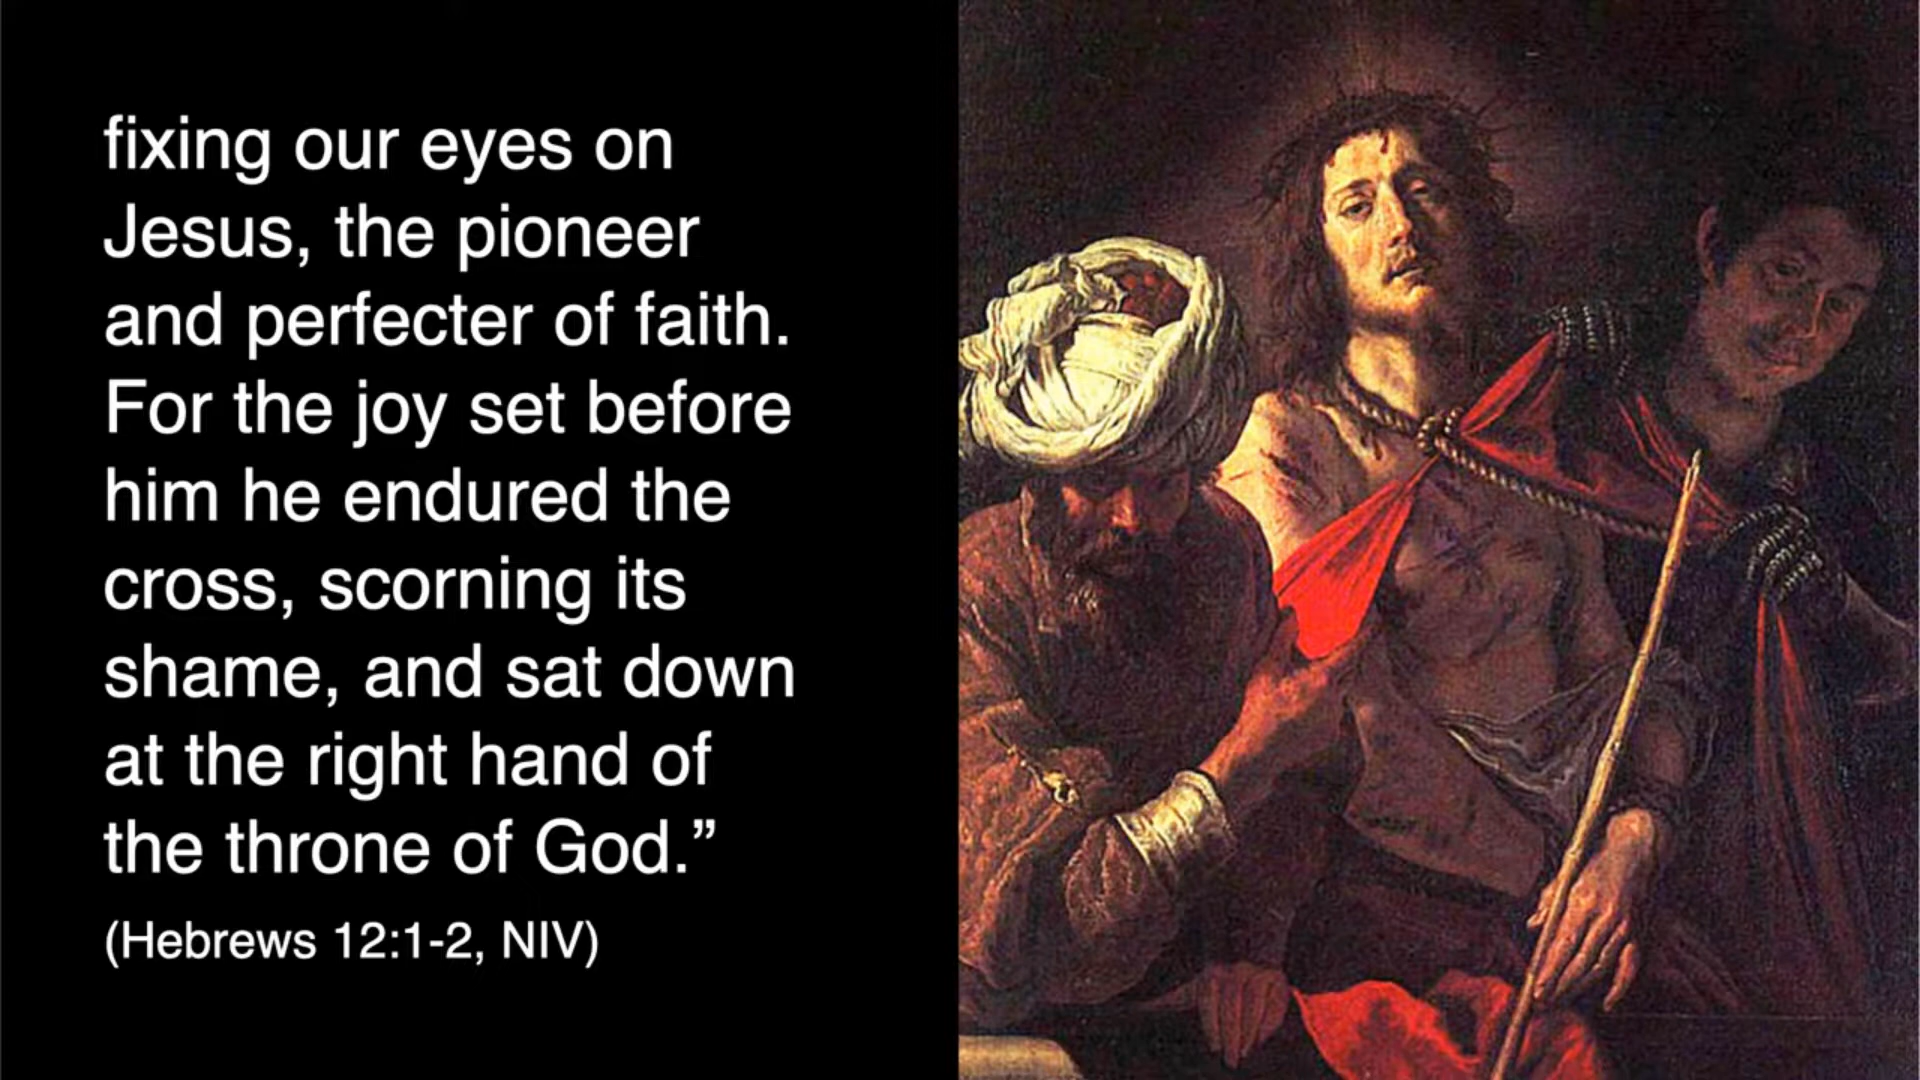 fixing our eyes on
Jesus, the pioneer
and perfecter of faith.
For the joy set before
him he endured the
cross, scorning its
shame, and sat down
at the right hand of
the throne of God.”
(Hebrews 12:1-2, NIV)